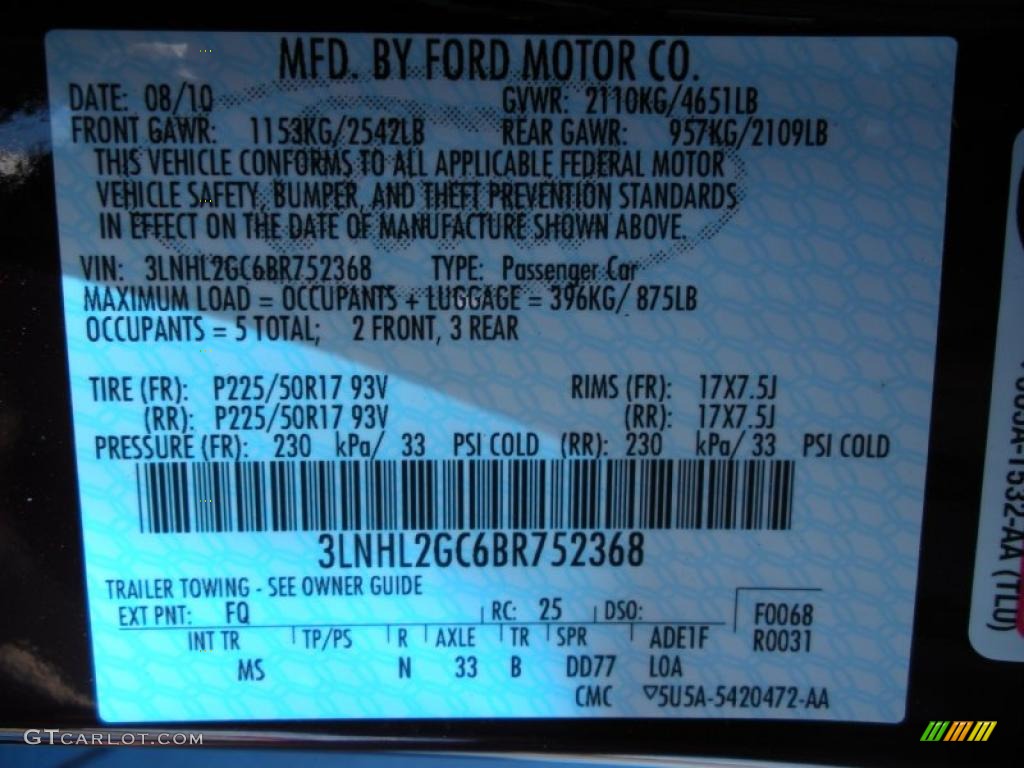 MFD. BY FORD MOTOR CO.
DATE: 08/10 GVWR: 2110KG/4651LB
FRONT GAWR: 1153KG/2542LB REAR GAWR: 957KG/2109LB
THIS VEHICLE CONFORMS TO ALL APPLICABLE FEDERAL MOTOR
VEHICLE SAFETY, BUMPER, AND THEFT PREVENTION STANDARDS
IN EFFECT ON THE DATE OF MANUFACTURE SHOWN ABOVE.
VIN: 3LNHL2GC6BR752368 TYPE: Passenger Car
MAXIMUM LOAD = OCCUPANTS + LUGGAGE = 396KG/ 875LB
OCCUPANTS = 5 TOTAL; 2 FRONT, 3 REAR
TIRE (FR): P225/50R17 93V RIMS (FR): 17X7.5J
(RR): P225/50R17 93V (RR): 17X7.5J
PRESSURE (FR): 230 kPa/ 33 PSI COLD (RR): 230 kPa/ 33 PSI COLD
3LNHL2GC6BR752368
TRAILER TOWING - SEE OWNER GUIDE
EXT PNT: FQ RC: 25 DSO: F0068
INT TR TP/PS R AXLE TR SPR ADE1F R0031
MS N 33 B DD77 LOA
CMC ▽5U5A-5420472-AA
-1532-AA (TLD)
GTCARLOT.COM